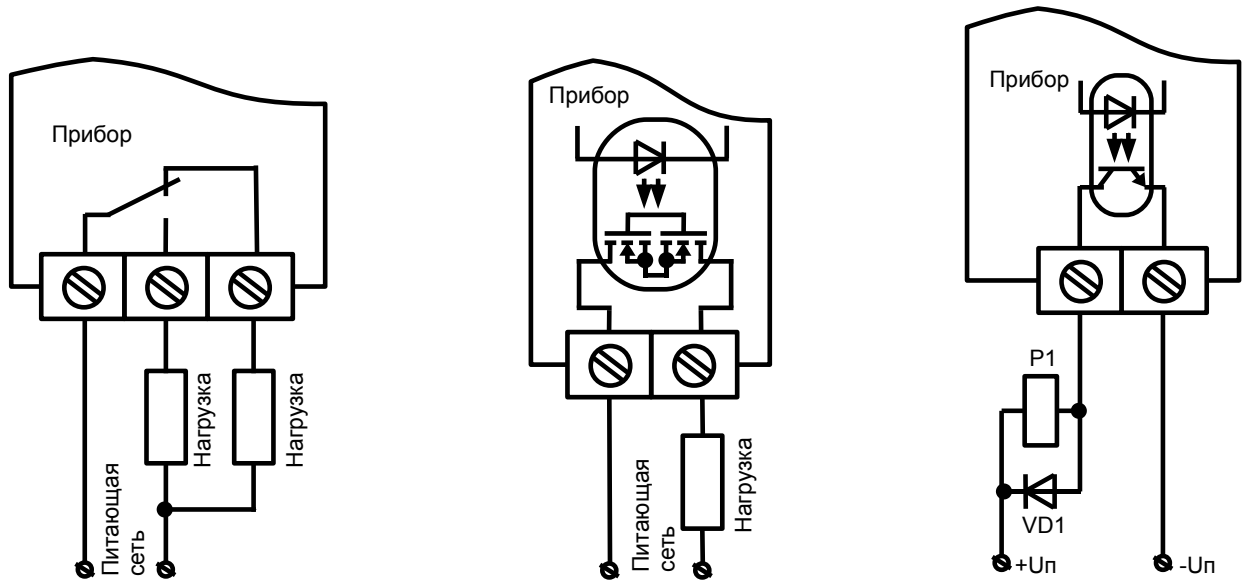 Прибор
Нагрузка
Нагрузка
Питающая
сеть
Прибор
Питающая
сеть
Нагрузка
Прибор
P1
VD1
+Uп
-Uп